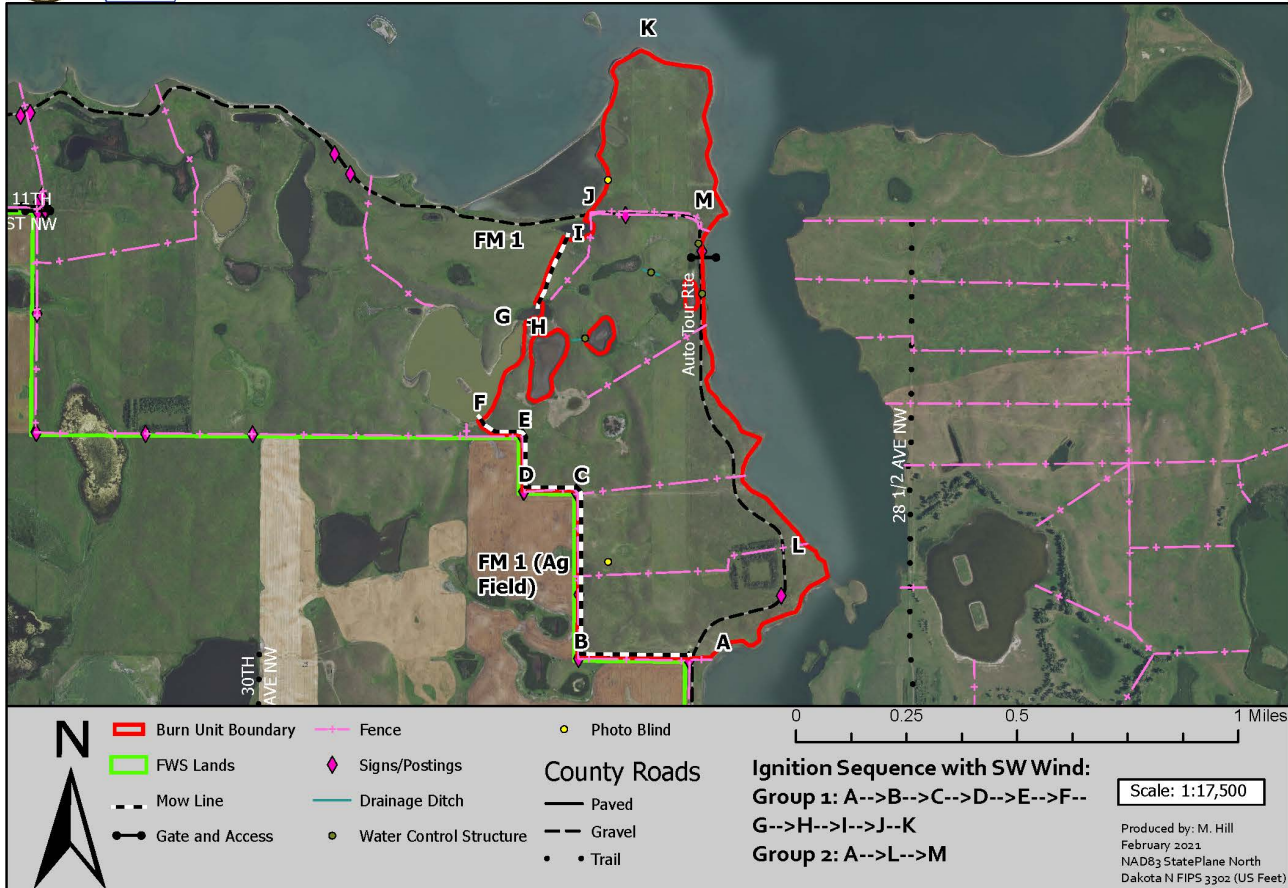 K
11TH
ST NW
J
M
FM 1
I
Auto Tour Rte
G
H
F
E
D
C
28 1/2 AVE NW
L
FM 1 (Ag
Field)
B
A
30TH
AVE NW
N
Burn Unit Boundary
FWS Lands
Mow Line
Gate and Access
Fence
Signs/Postings
Drainage Ditch
Water Control Structure
Photo Blind
County Roads
Paved
Gravel
Trail
0 0.25 0.5 1 Miles
Ignition Sequence with SW Wind:
Group 1: A-->B-->C-->D-->E-->F--
G-->H-->I-->J--K
Group 2: A-->L-->M
Scale: 1:17,500
Produced by: M. Hill
February 2021
NAD83 StatePlane North
Dakota N FIPS 3302 (US Feet)